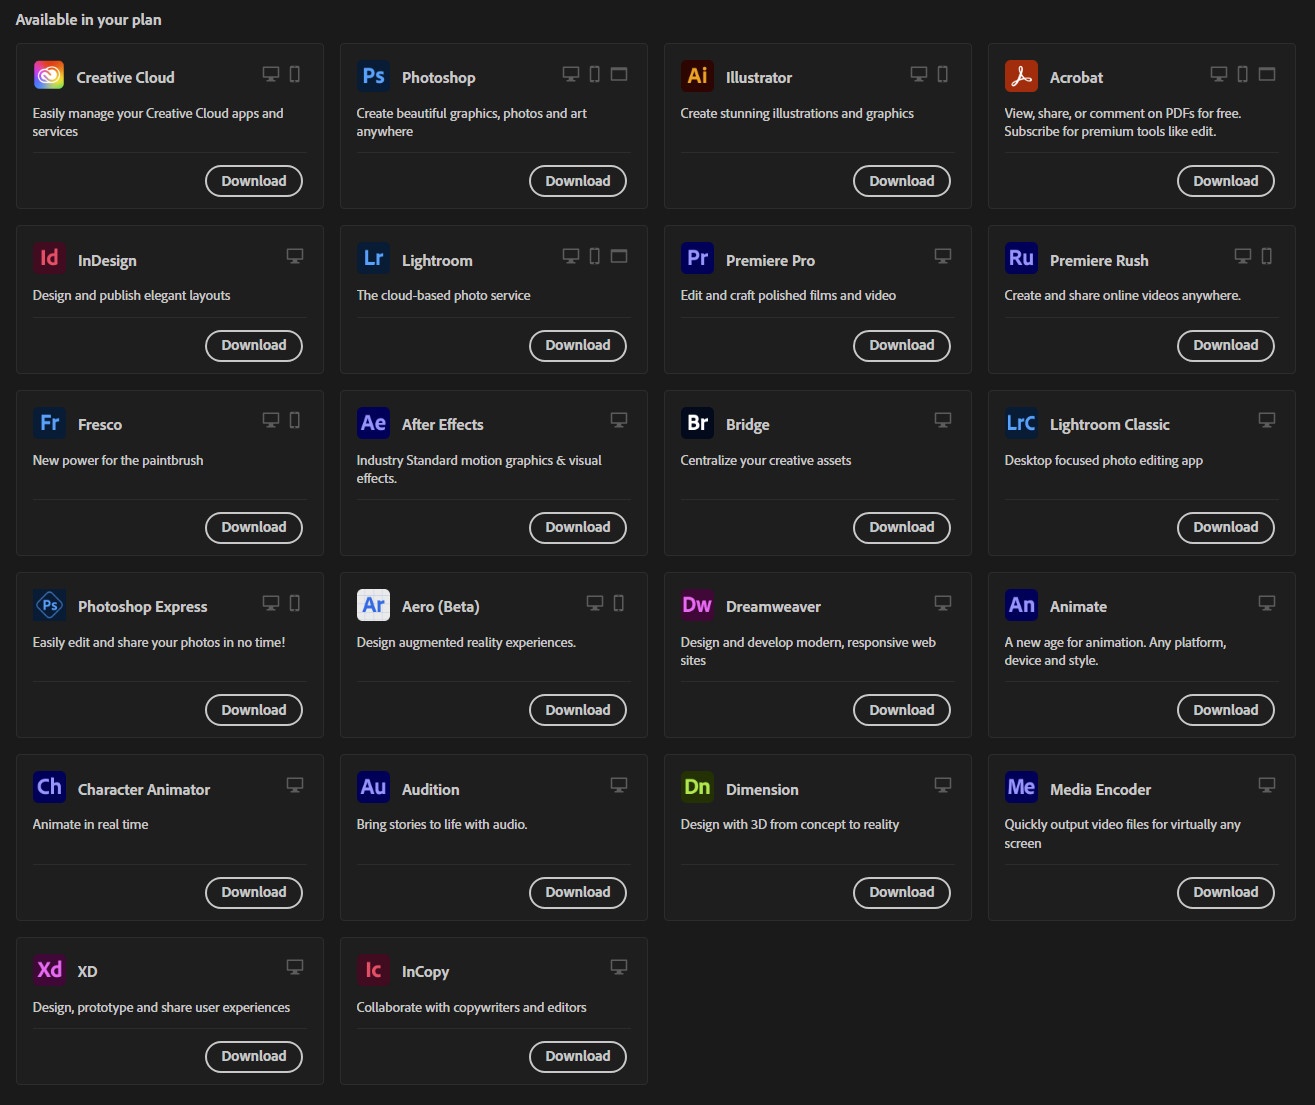 Available in your plan
Creative Cloud
Easily manage your Creative Cloud apps and
services
Download
Ps
Photoshop
Create beautiful graphics, photos and art
anywhere
Download
Ai
Illustrator
Create stunning illustrations and graphics
Download
Acrobat
View, share, or comment on PDFs for free.
Subscribe for premium tools like edit.
Download
Id
InDesign
Design and publish elegant layouts
Download
Lr
Lightroom
The cloud-based photo service
Download
Pr
Premiere Pro
Edit and craft polished films and video
Download
Ru
Premiere Rush
Create and share online videos anywhere.
Download
Fr
Fresco
New power for the paintbrush
Download
Ae
After Effects
Industry Standard motion graphics & visual
effects.
Download
Br
Bridge
Centralize your creative assets
Download
LrC
Lightroom Classic
Desktop focused photo editing app
Download
Ps
Photoshop Express
Easily edit and share your photos in no time!
Download
Ar
Aero (Beta)
Design augmented reality experiences.
Download
Dw
Dreamweaver
Design and develop modern, responsive web
sites
Download
An
Animate
A new age for animation. Any platform,
device and style.
Download
Ch
Character Animator
Animate in real time
Download
Au
Audition
Bring stories to life with audio.
Download
Dn
Dimension
Design with 3D from concept to reality
Download
Me
Media Encoder
Quickly output video files for virtually any
screen
Download
Xd
XD
Design, prototype and share user experiences
Download
Ic
InCopy
Collaborate with copywriters and editors
Download